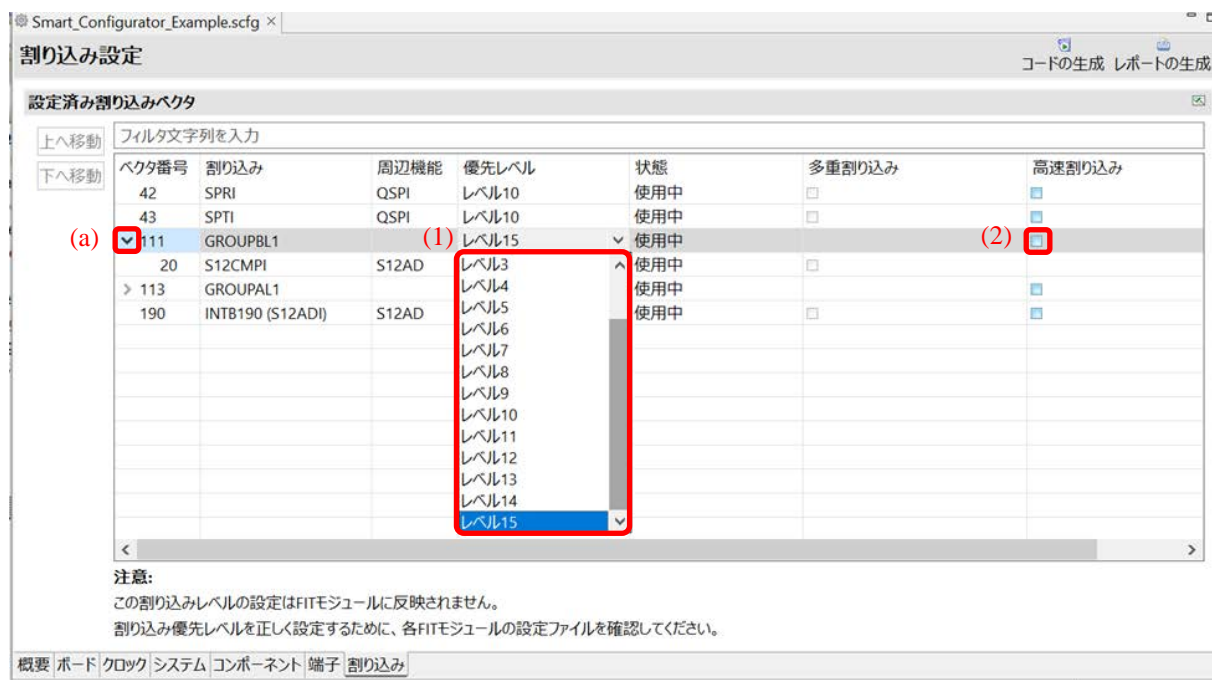 Smart_Configurator_Example.scfg ×
割り込み設定
コードの生成 レポートの生成
設定済み割り込みベクタ
上へ移動 フィルタ文字列を入力
下へ移動 ベクタ番号 割り込み 周辺機能 優先レベル 状態 多重割り込み 高速割り込み
42 SPRI QSPI レベル10 使用中
43 SPTI QSPI レベル10 使用中
(a) 111 GROUPBL1 (1) レベル15 使用中 (2)
20 S12CMPI S12AD レベル3 使用中
レベル4
> 113 GROUPAL1 使用中
レベル5
190 INTB190 (S12ADI) S12AD 使用中
レベル6
レベル7
レベル8
レベル9
レベル10
レベル11
レベル12
レベル13
レベル14
レベル15
注意:
この割り込みレベルの設定はFITモジュールに反映されません。
割り込み優先レベルを正しく設定するために、各FITモジュールの設定ファイルを確認してください。
概要 ボード クロック システム コンポーネント 端子 割り込み